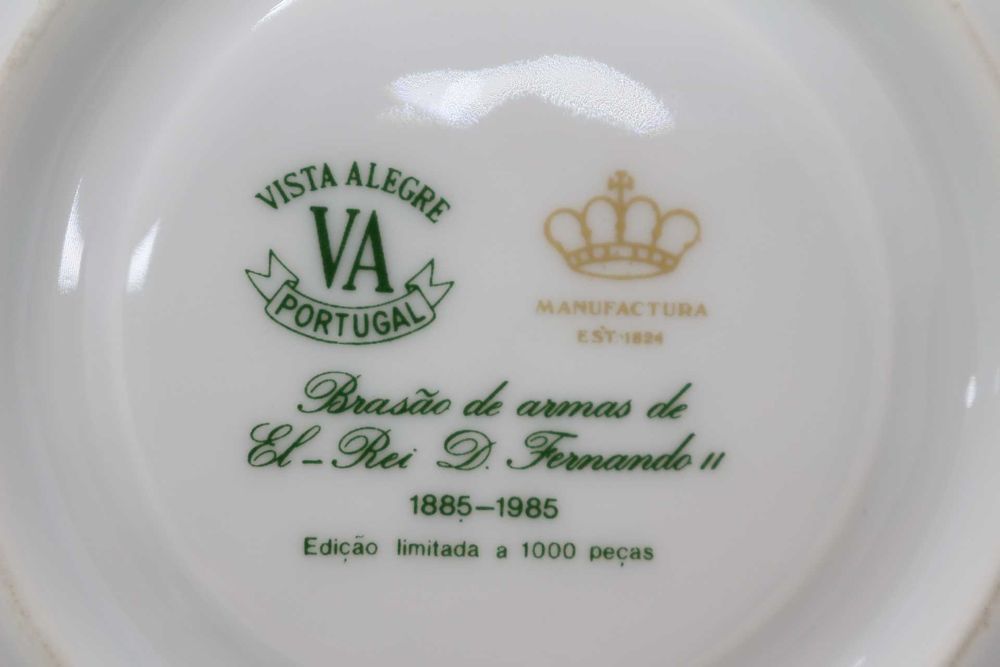 VISTA ALEGRE
VA
PORTUGAL
MANUFACTURA
EST. 1824
Brasão de armas de
El-Rei D. Fernando II
1885-1985
Edição limitada a 1000 peças